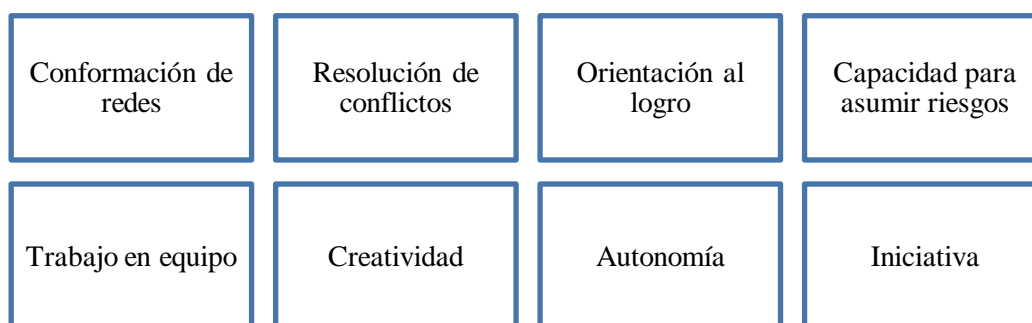 Conformación de
redes
Resolución de
conflictos
Orientación al
logro
Capacidad para
asumir riesgos
Trabajo en equipo
Creatividad
Autonomía
Iniciativa